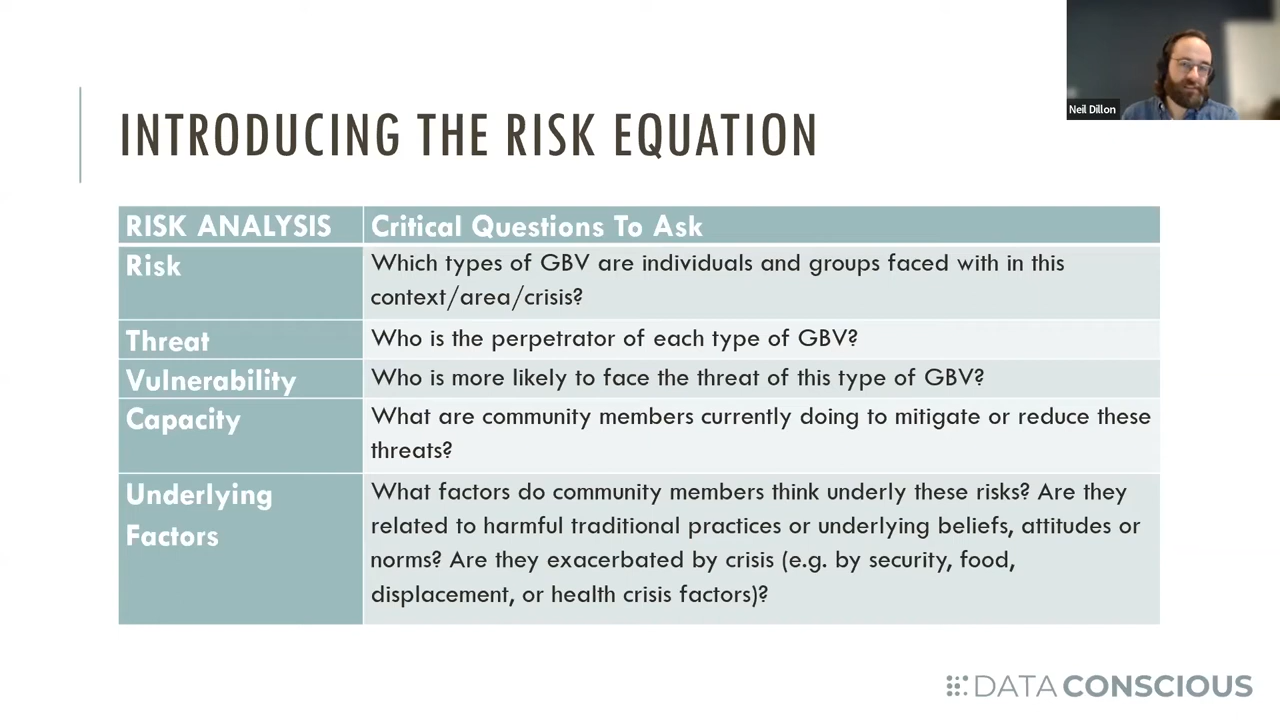 Neil Dillon
INTRODUCING THE RISK EQUATION
RISK ANALYSIS
Critical Questions To Ask
Risk
Which types of GBV are individuals and groups faced with in this
context/area/crisis?
Threat
Who is the perpetrator of each type of GBV?
Vulnerability
Who is more likely to face the threat of this type of GBV?
Capacity
What are community members currently doing to mitigate or reduce these
threats?
Underlying
Factors
What factors do community members think underly these risks? Are they
related to harmful traditional practices or underlying beliefs, attitudes or
norms? Are they exacerbated by crisis (e.g. by security, food,
displacement, or health crisis factors)?
DATA CONSCIOUS